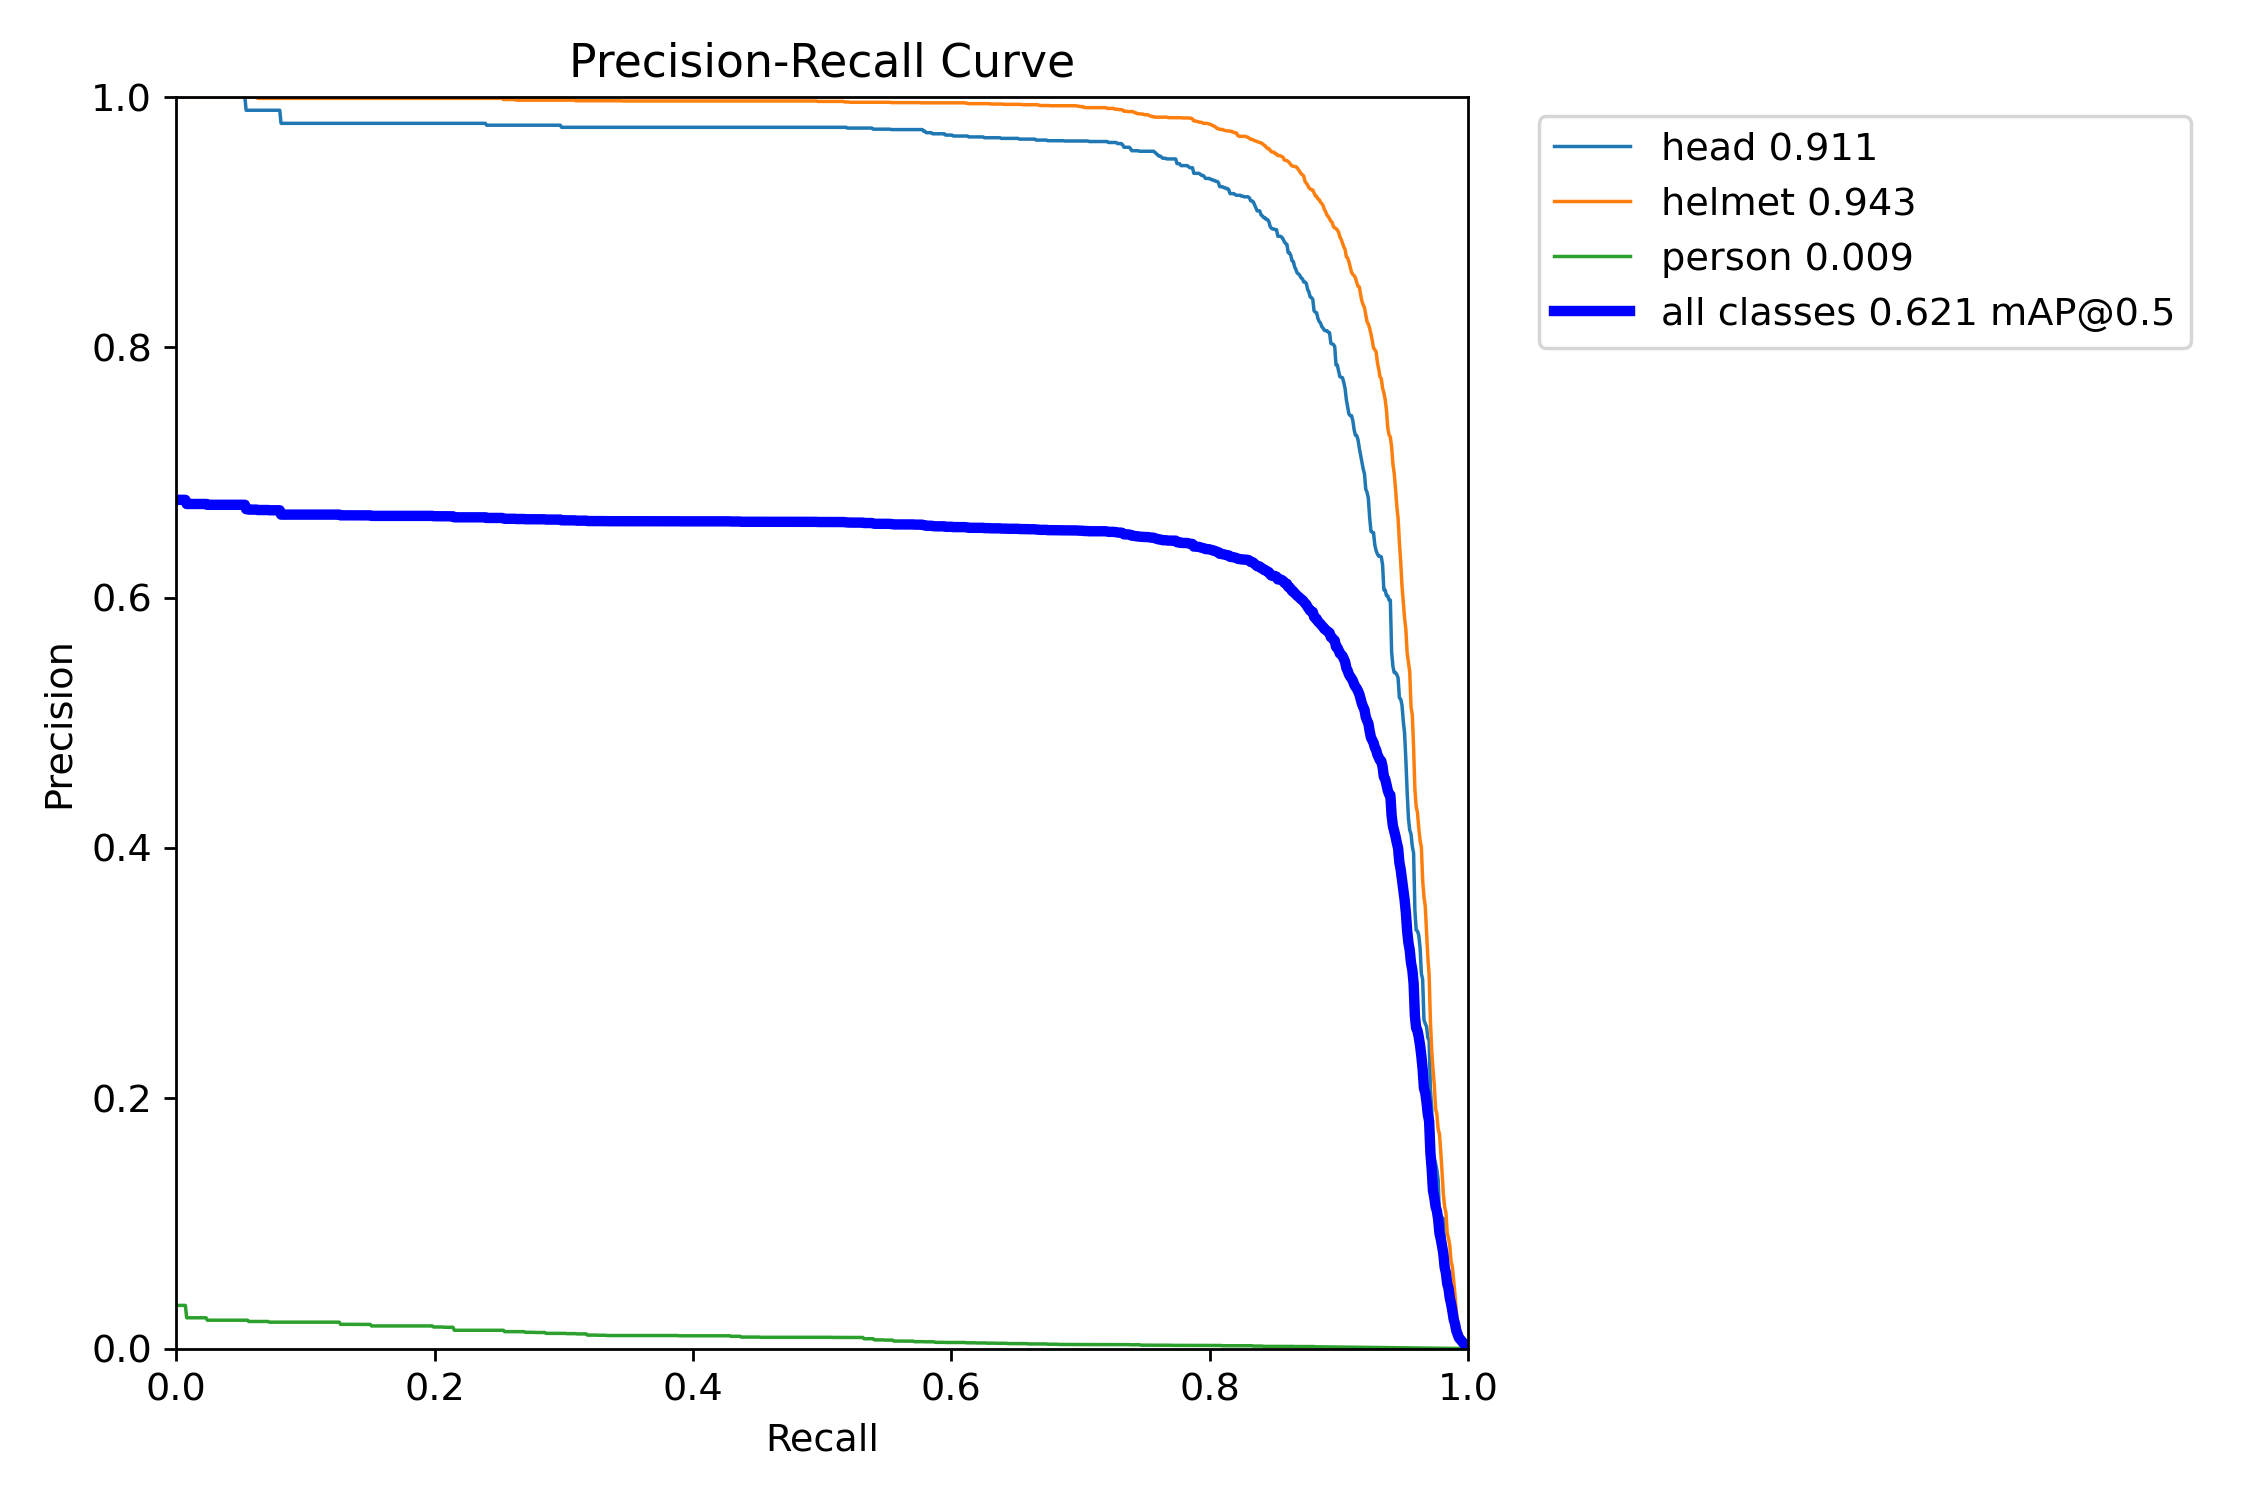 Precision-Recall Curve
1.0
0.8
0.6
0.4
0.2
0.0
Precision
0.0 0.2 0.4 0.6 0.8 1.0
Recall
head 0.911
helmet 0.943
person 0.009
all classes 0.621 mAP@0.5